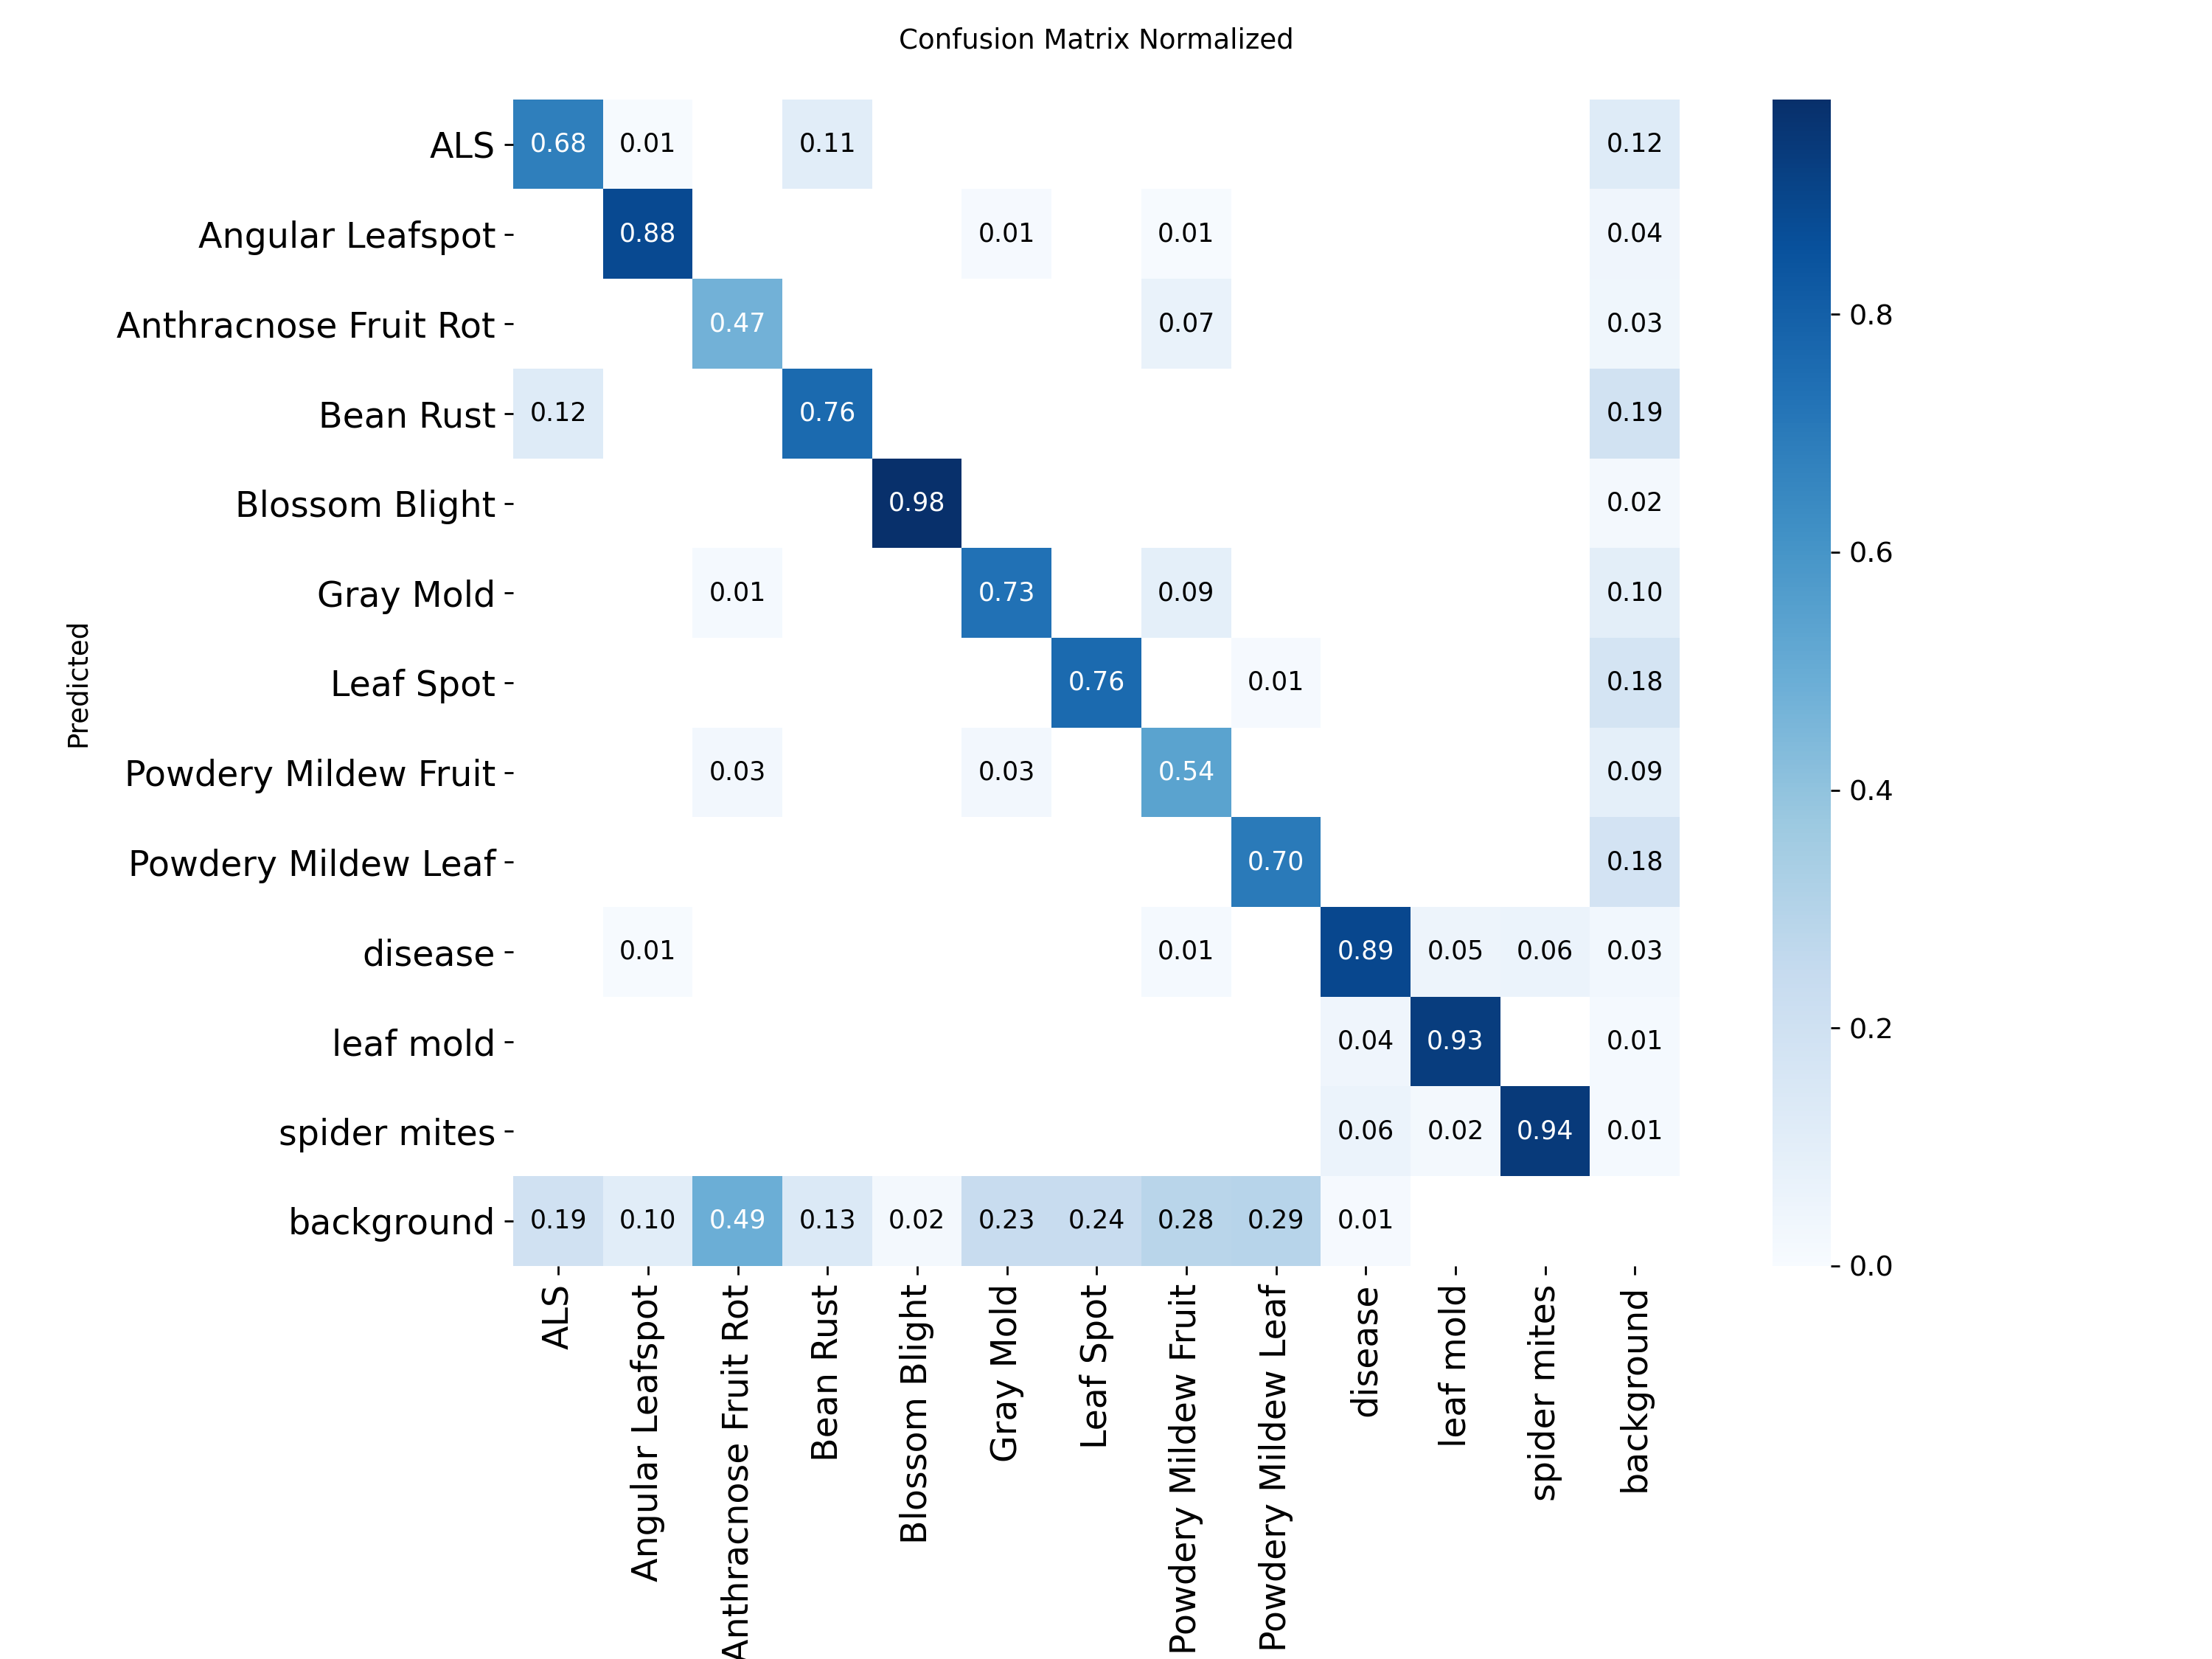 Confusion Matrix Normalized
ALS 0.68 0.01 0.11 0.12
Angular Leafspot 0.88 0.01 0.01 0.04
Anthracnose Fruit Rot 0.47 0.07 0.03
0.8
Bean Rust 0.12 0.76 0.19
Blossom Blight 0.98 0.02
0.6
Gray Mold 0.01 0.73 0.09 0.10
Predicted
Leaf Spot 0.76 0.01 0.18
Powdery Mildew Fruit 0.03 0.03 0.54 0.09
0.4
Powdery Mildew Leaf 0.70 0.18
disease 0.01 0.01 0.89 0.05 0.06 0.03
0.2
leaf mold 0.04 0.93 0.01
spider mites 0.06 0.02 0.94 0.01
background 0.19 0.10 0.49 0.13 0.02 0.23 0.24 0.28 0.29 0.01
0.0
ALS
Angular Leafspot
Anthracnose Fruit Rot
Bean Rust
Blossom Blight
Gray Mold
Leaf Spot
Powdery Mildew Fruit
Powdery Mildew Leaf
disease
leaf mold
spider mites
background